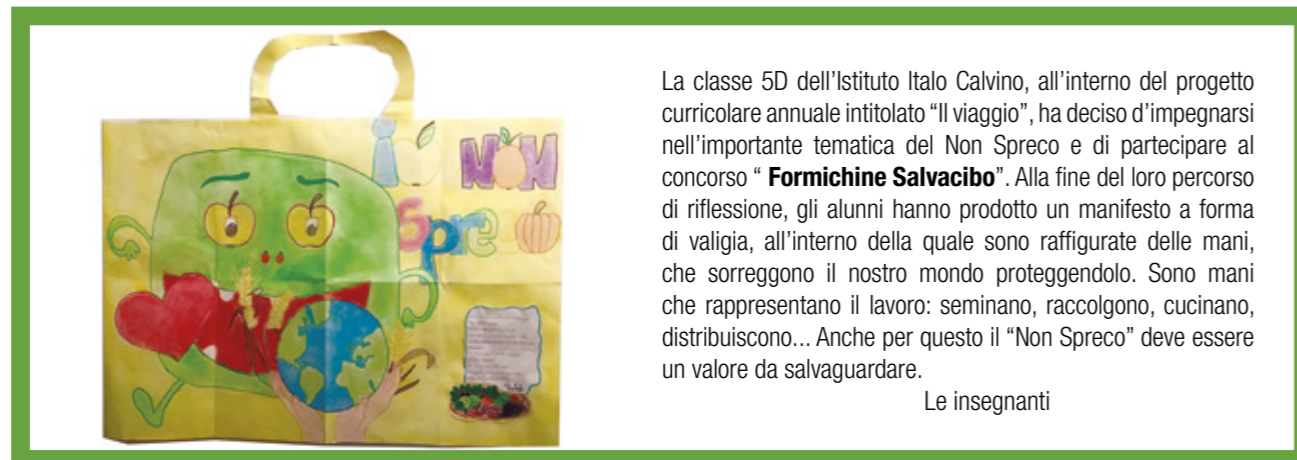 io NON
Spreco
La classe 5D dell'Istituto Italo Calvino, all'interno del progetto
curricolare annuale intitolato “Il viaggio”, ha deciso d'impegnarsi
nell'importante tematica del Non Spreco e di partecipare al
concorso “ Formichine Salvacibo”. Alla fine del loro percorso
di riflessione, gli alunni hanno prodotto un manifesto a forma
di valigia, all'interno della quale sono raffigurate delle mani,
che sorreggono il nostro mondo proteggendolo. Sono mani
che rappresentano il lavoro: seminano, raccolgono, cucinano,
distribuiscono... Anche per questo il “Non Spreco” deve essere
un valore da salvaguardare.
Le insegnanti